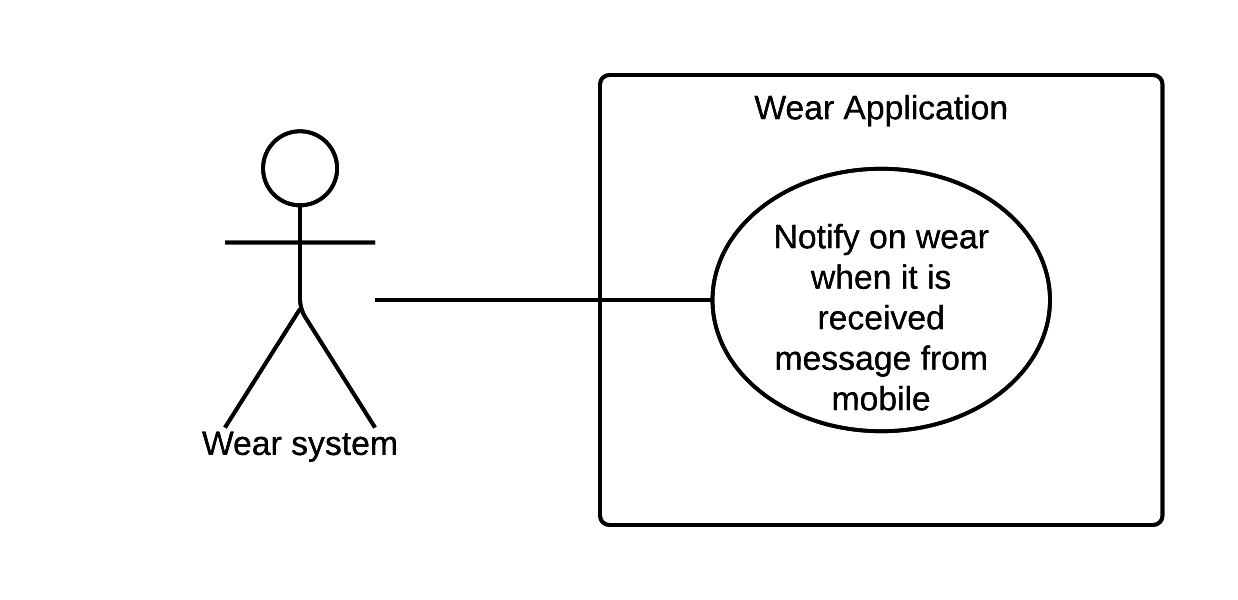 Wear Application
Notify on wear
when it is
received
message from
mobile
Wear system